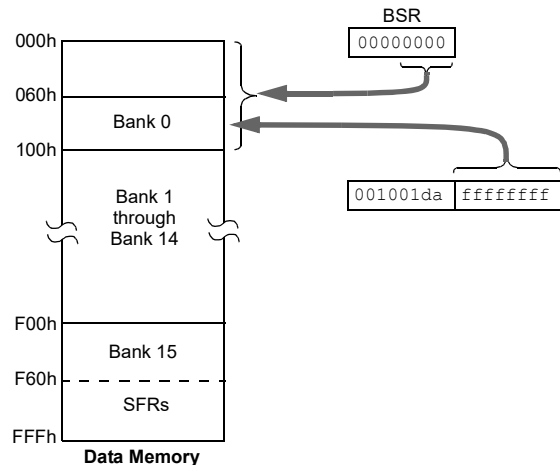 BSR
00000000
000h
060h
Bank 0
100h
001001da ffffffff
Bank 1
through
Bank 14
F00h
Bank 15
F60h
SFRs
FFFh
Data Memory